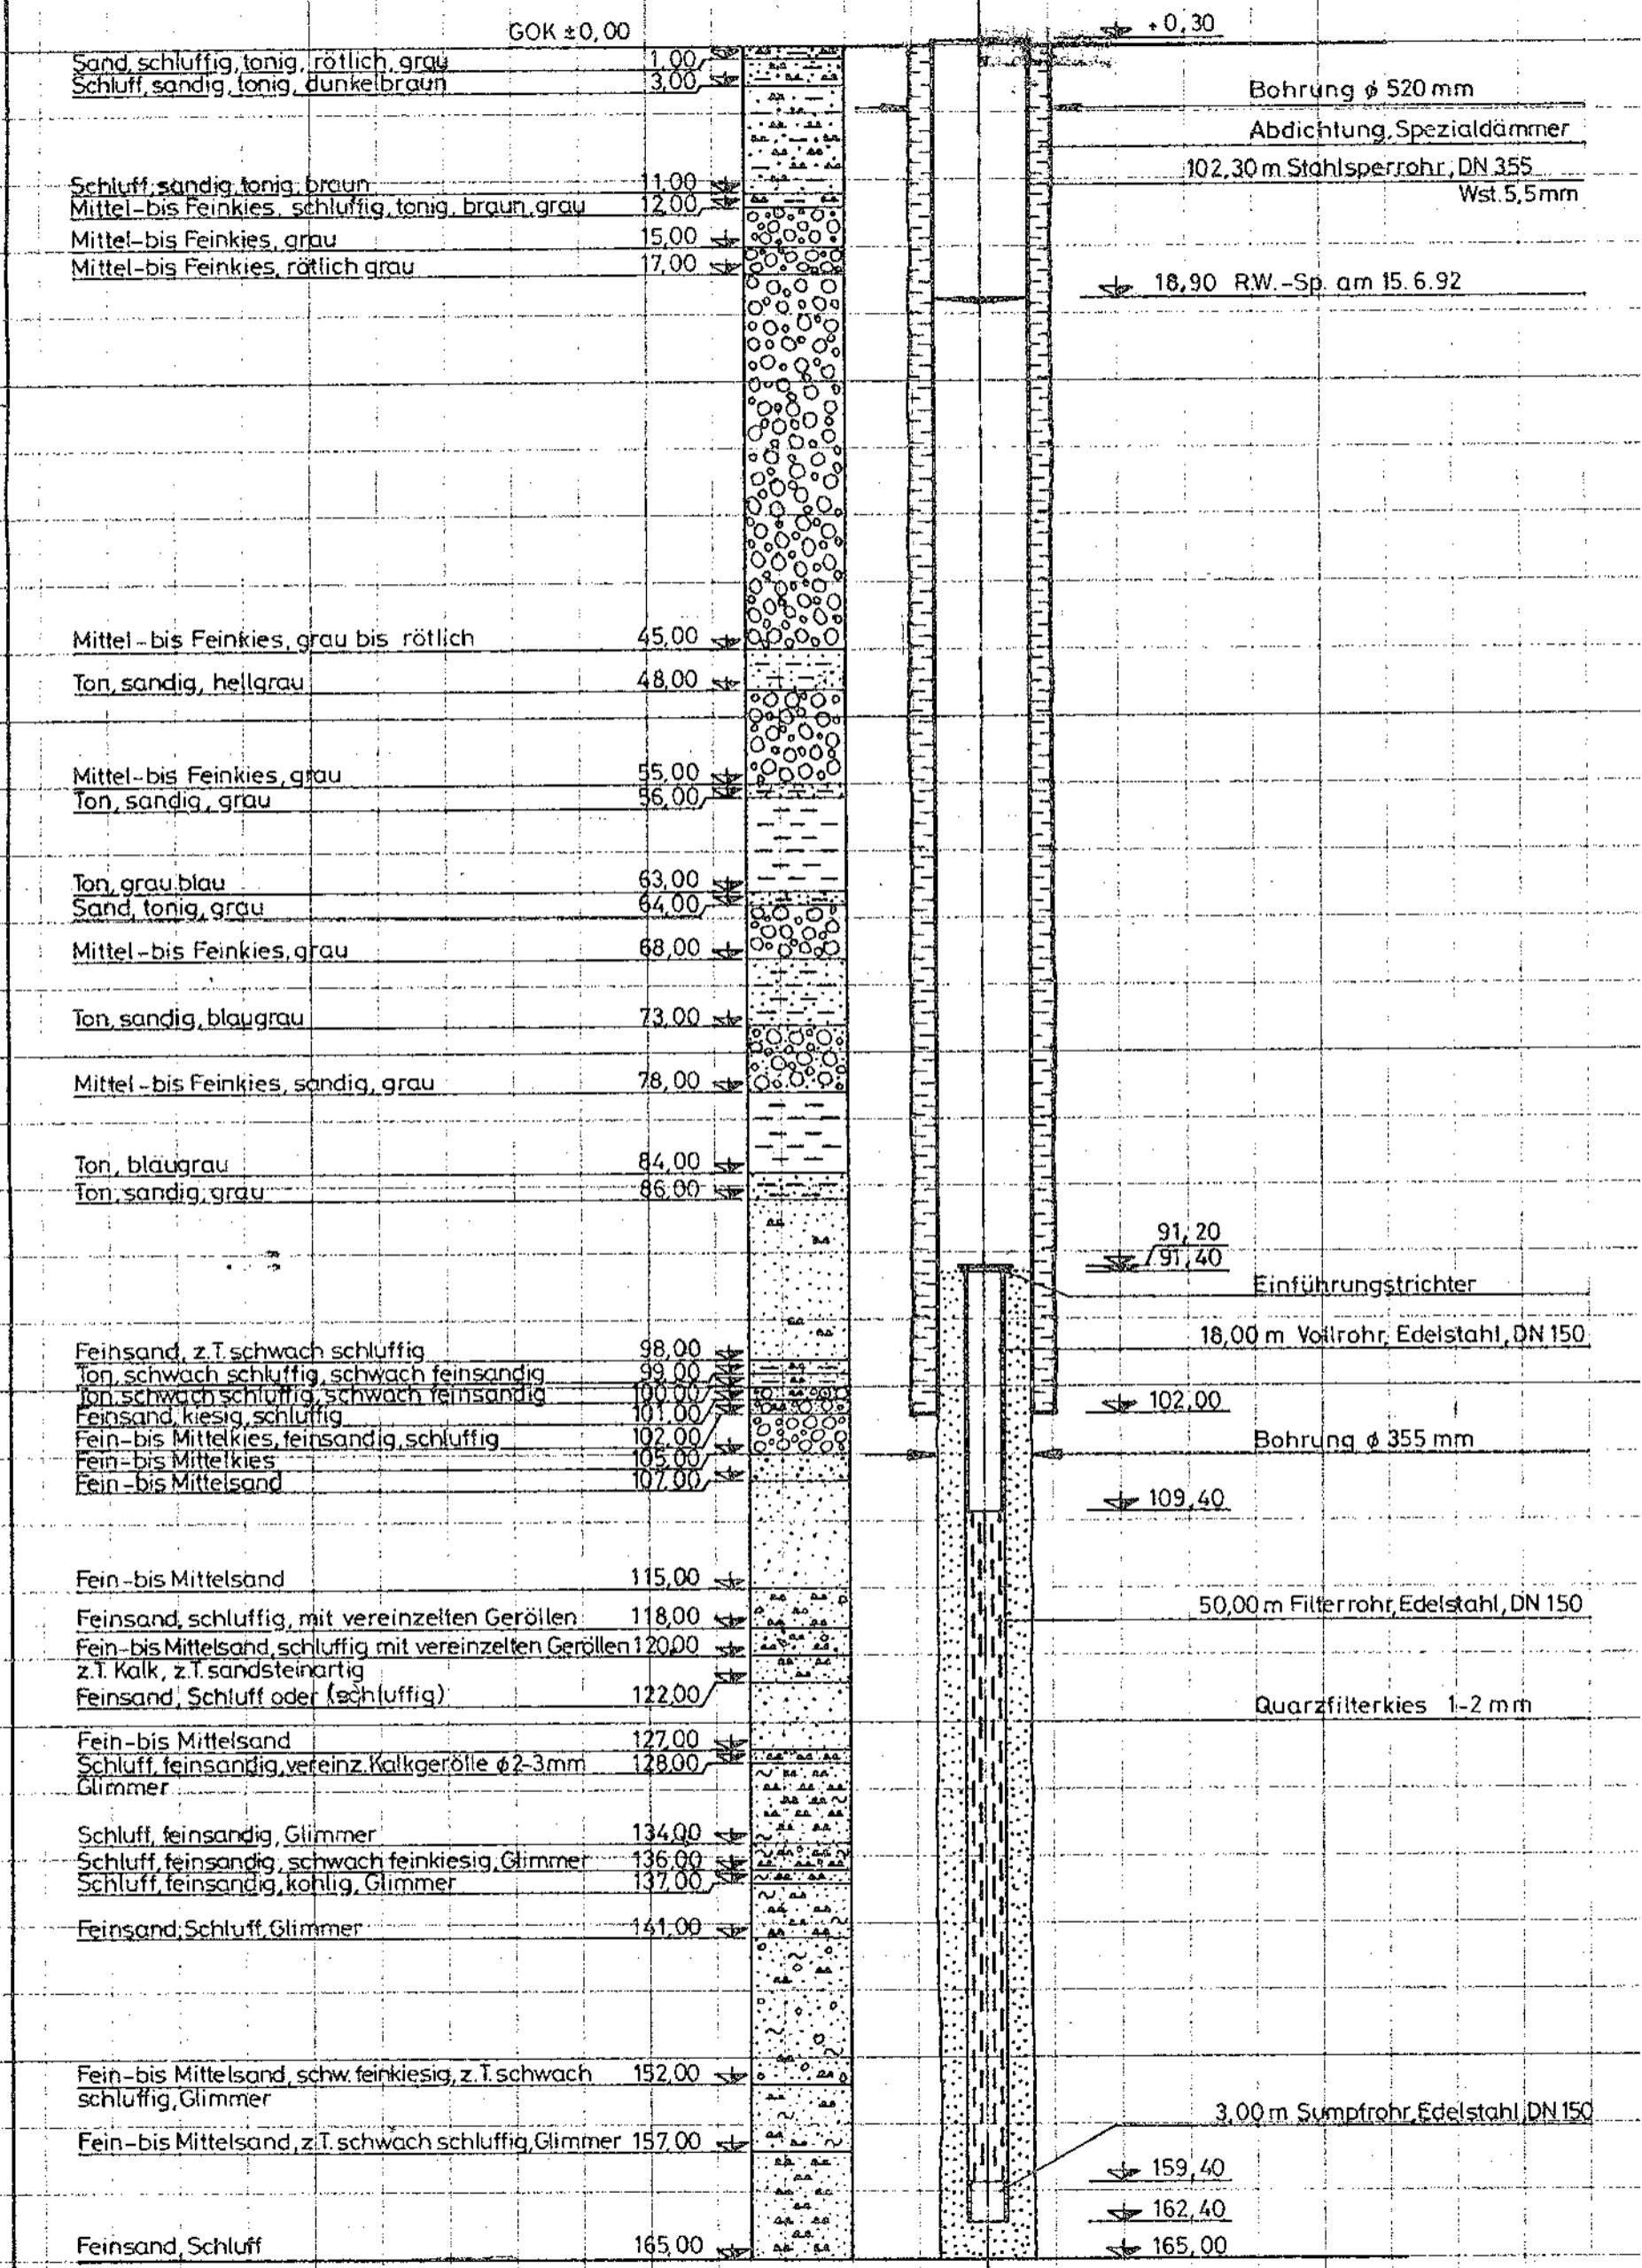 GOK ±0,00
+0,30
Sand, schluffig, tonig, rötlich, grau 1,00
Schluff, sandig, tonig, dunkelbraun 3,00
Bohrung ϕ 520 mm
Abdichtung, Spezialdämmer
102,30 m Stahlsperrohr, DN 355
Wst. 5,5mm
Schluff, sandig, tonig, braun 11,00
Mittel-bis Feinkies, schluffig, tonig, braun, grau 12,00
Mittel-bis Feinkies, grau 15,00
Mittel-bis Feinkies, rötlich grau 17,00
18,90 R.W.-Sp. am 15.6.92
Mittel-bis Feinkies, grau bis rötlich 45,00
Ton, sandig, hellgrau 48,00
Mittel-bis Feinkies, grau 55,00
Ton, sandig, grau 56,00
Ton, grau blau 63,00
Sand, tonig, grau 64,00
Mittel-bis Feinkies, grau 68,00
Ton, sandig, blaugrau 73,00
Mittel-bis Feinkies, sandig, grau 78,00
Ton, blaugrau 84,00
Ton, sandig, grau 86,00
91,20
91,40
Einführungstrichter
18,00 m Vollrohr, Edelstahl, DN 150
Feinsand, z.T. schwach schluffig 98,00
Ton, schwach schluffig, schwach feinsandig 99,00
Ton, schwach schluffig, schwach feinsandig 100,00
Feinsand, kiesig, schluffig 101,00
Fein-bis Mittelkies, feinsandig, schluffig 102,00
Fein-bis Mittelkies 105,00
Fein-bis Mittelsand 107,00
102,00
Bohrung ϕ 355 mm
109,40
Fein-bis Mittelsand 115,00
Feinsand, schluffig, mit vereinzelten Geröllen 118,00
50,00 m Filterrohr, Edelstahl, DN 150
Fein-bis Mittelsand, schluffig mit vereinzelten Geröllen 120,00
z.T. Kalk, z.T. sandsteinartig
Feinsand, Schluff oder (schluffig) 122,00
Quarzfilterkies 1-2 mm
Fein-bis Mittelsand 127,00
Schluff, feinsandig, vereinz. Kalkgerölle ϕ 2-3mm 128,00
Glimmer
Schluff, feinsandig, Glimmer 134,00
Schluff, feinsandig, schwach feinkiesig, Glimmer 136,00
Schluff, feinsandig, kohlig, Glimmer 137,00
Feinsand, Schluff, Glimmer 141,00
Fein-bis Mittelsand, schw. feinkiesig, z.T. schwach 152,00
schluffig, Glimmer
3,00 m Sumpfrohr, Edelstahl, DN 150
Fein-bis Mittelsand, z.T. schwach schluffig, Glimmer 157,00
159,40
162,40
Feinsand, Schluff 165,00
165,00